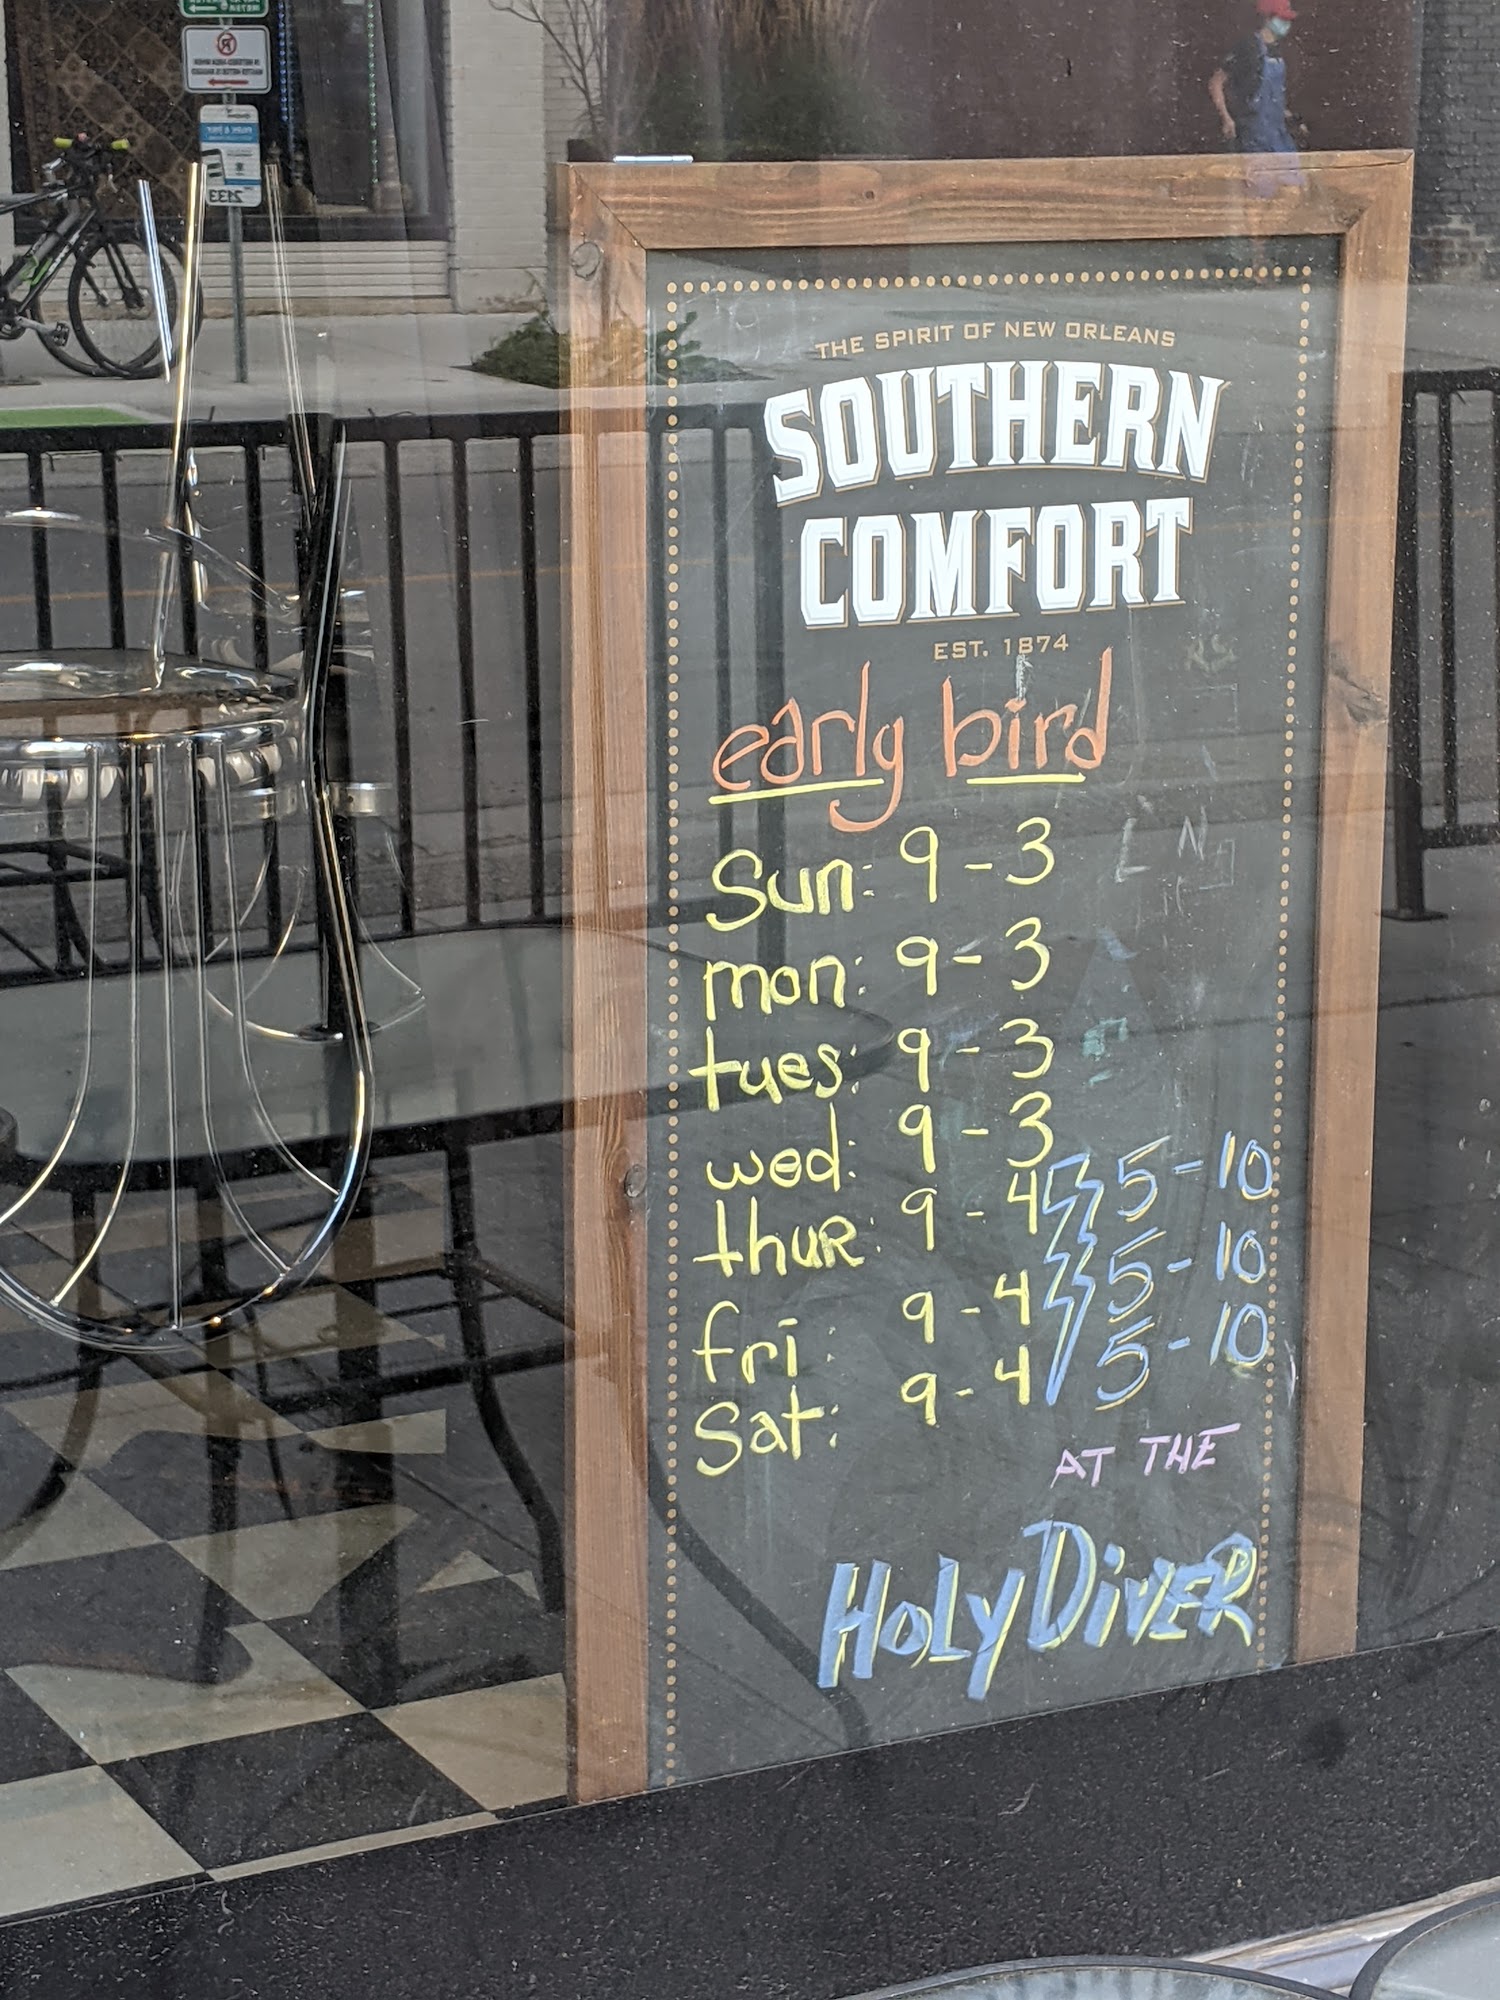 THE SPIRIT OF NEW ORLEANS
SOUTHERN
COMFORT
EST. 1874
early bird
Sun: 9 - 3
mon: 9 - 3
tues: 9 - 3
wed: 9 - 3
thuR: 9 - 4 5 - 10
fri: 9 - 4 5 - 10
Sat: 9 - 4 5 - 10
AT THE
HOLY DiVER